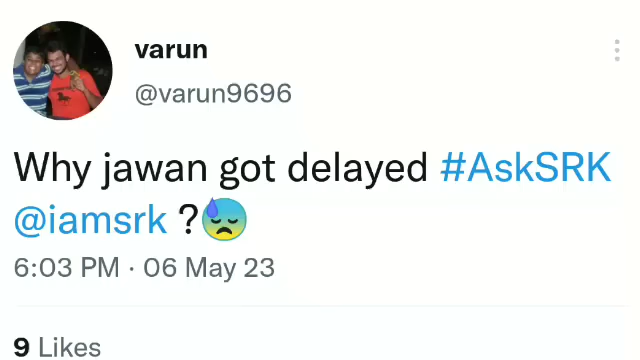 varun
@varun9696
Why jawan got delayed #AskSRK
@iamsrk ?😓
6:03 PM · 06 May 23
9 Likes